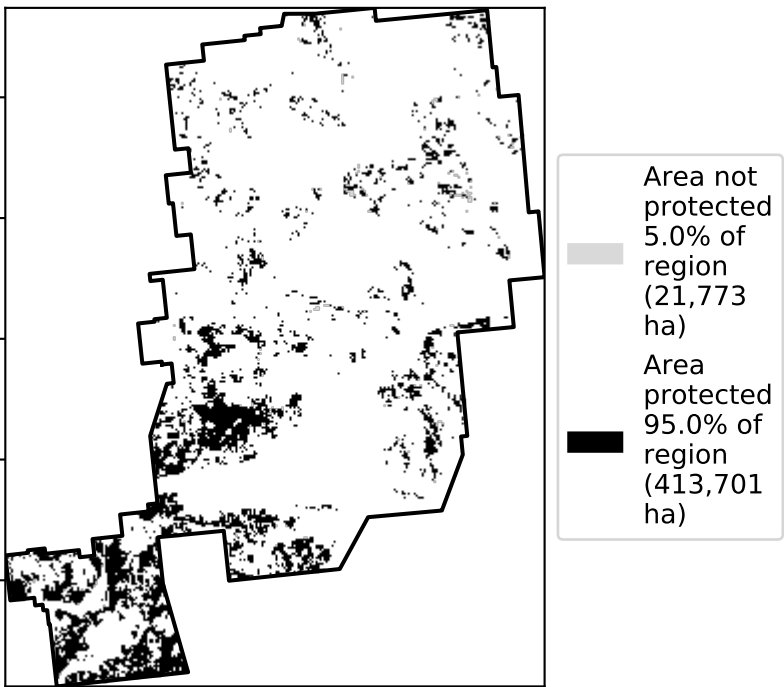 Area not
protected
5.0% of
region
(21,773
ha)
Area
protected
95.0% of
region
(413,701
ha)